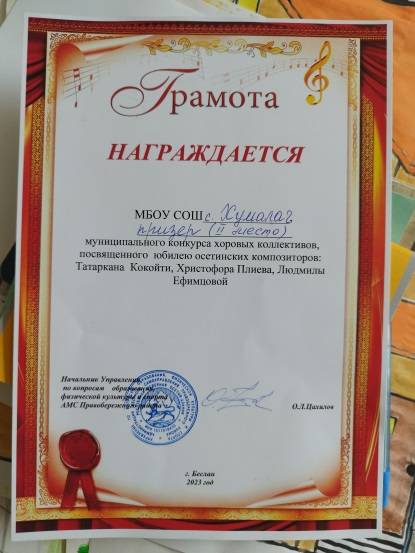 Грамота
НАГРАЖДАЕТСЯ
МБОУ СОШ с. Хумалаг
призер (II место)
муниципального конкурса хоровых коллективов,
посвященного юбилею осетинских композиторов:
Татаркана Кокойти, Христофора Плиева, Людмилы
Ефимцовой
Начальник Управления
по вопросам образования,
физической культуры и спорта
АМС Правобережного
О.Л.Цахилов
г. Беслан
2023 год